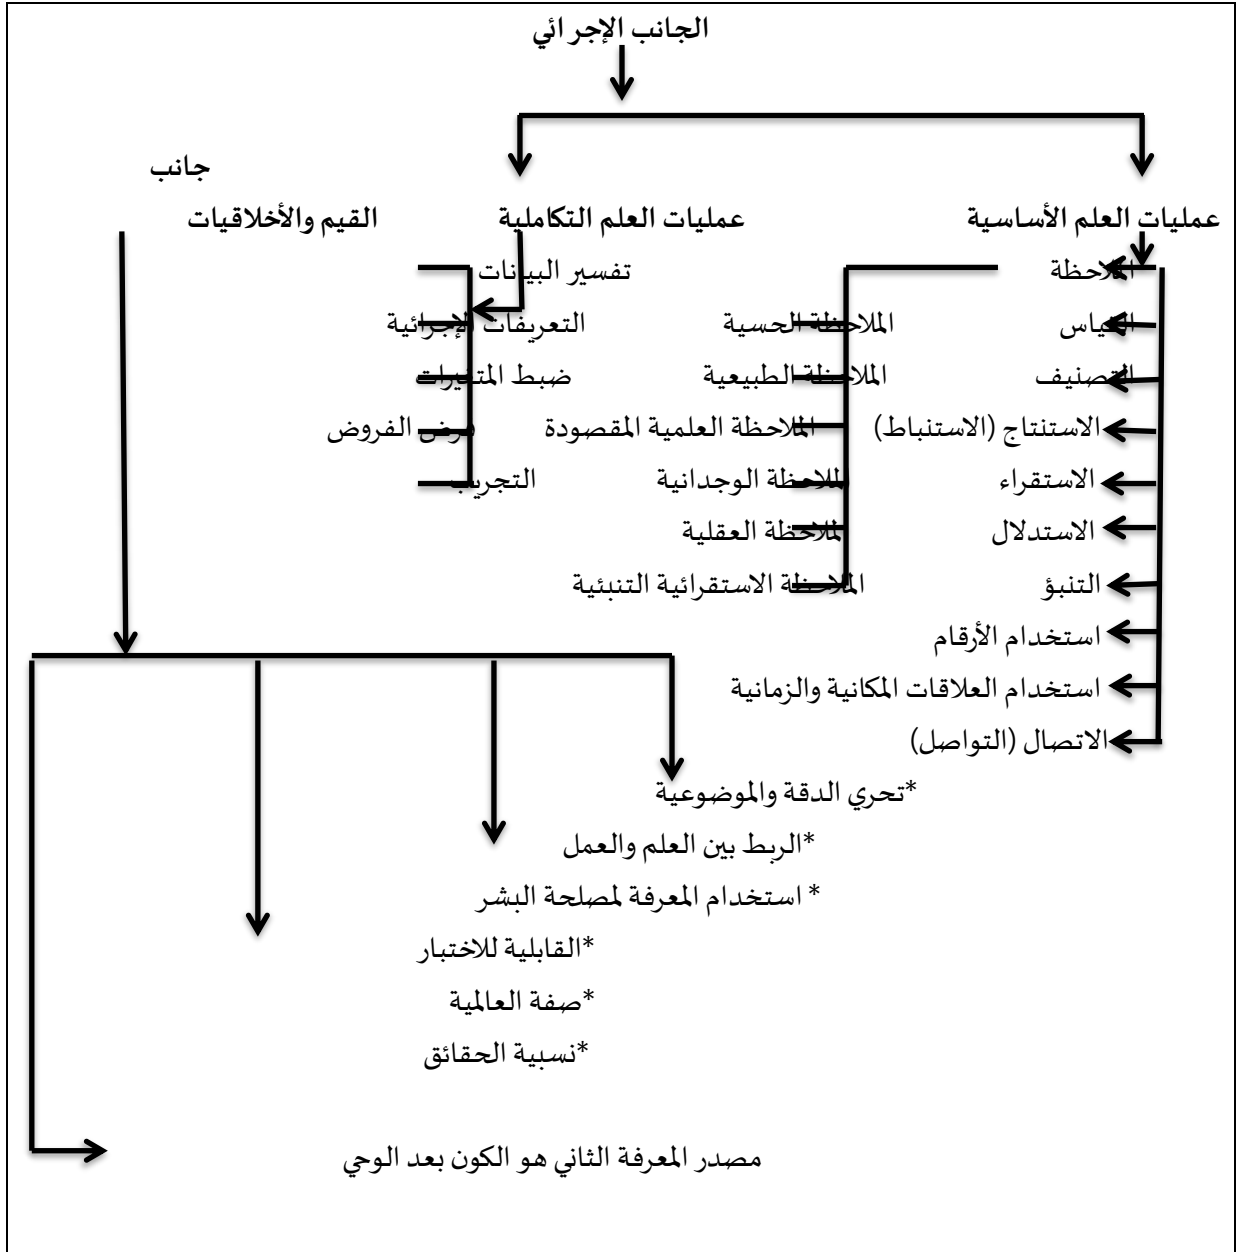 الجانب الإجرائي
جانب
عمليات العلم الأساسية عمليات العلم التكاملية القيم والأخلاقيات
الملاحظة تفسير البيانات
القياس الملاحظة الحسية التعريفات الإجرائية
التصنيف الملاحظة الطبيعية ضبط المتغيرات
الاستنتاج (الاستنباط) الملاحظة العلمية المقصودة فرض الفروض
الاستقراء الملاحظة الوجدانية التجريب
الاستدلال الملاحظة العقلية
التنبؤ الملاحظة الاستقرائية التنبئية
استخدام الأرقام
استخدام العلاقات المكانية والزمانية
الاتصال (التواصل)
*تحري الدقة والموضوعية
*الربط بين العلم والعمل
* استخدام المعرفة لمصلحة البشر
*القابلية للاختبار
*صفة العالمية
*نسبية الحقائق
مصدر المعرفة الثاني هو الكون بعد الوحي